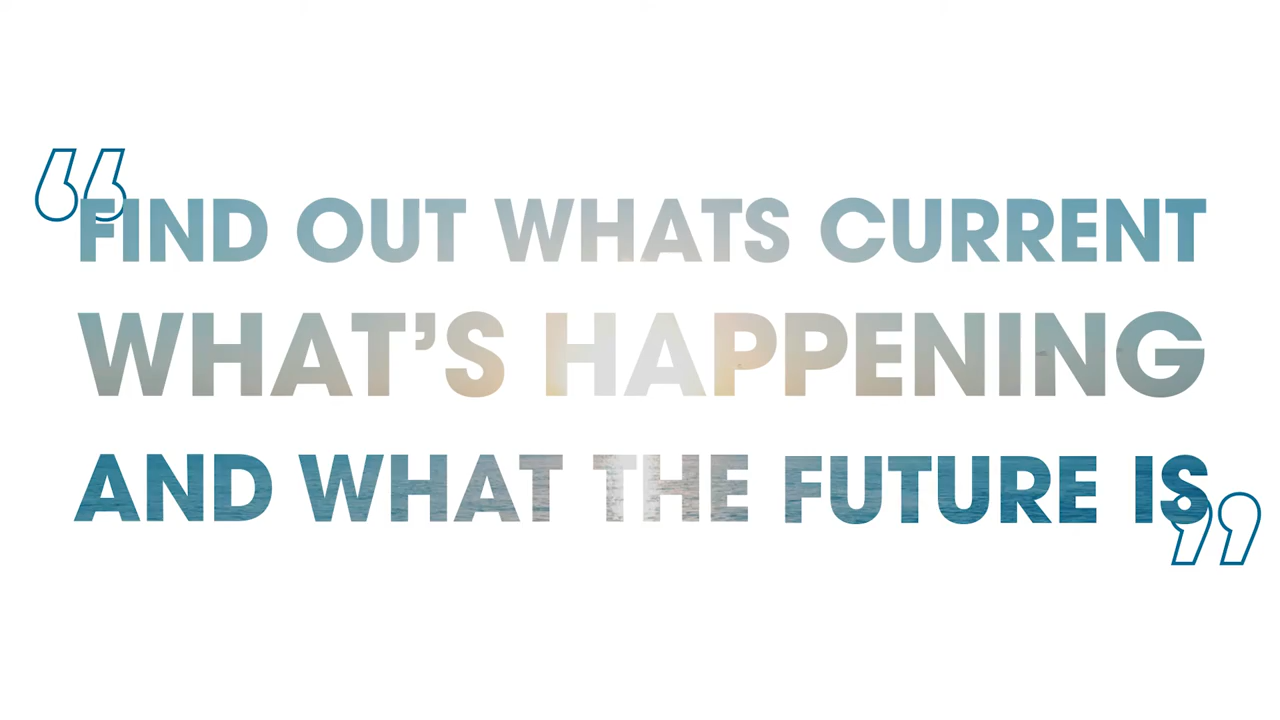 “FIND OUT WHATS CURRENT
WHAT’S HAPPENING
AND WHAT THE FUTURE IS”